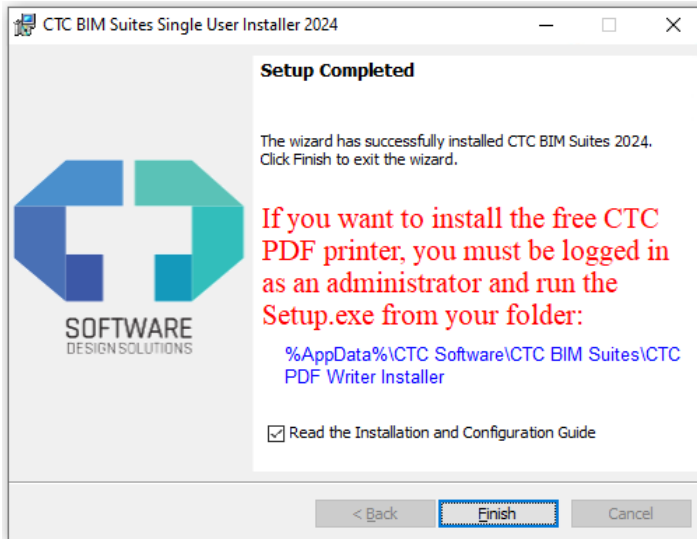 CTC BIM Suites Single User Installer 2024
Setup Completed
The wizard has successfully installed CTC BIM Suites 2024.
Click Finish to exit the wizard.
If you want to install the free CTC
PDF printer, you must be logged in
as an administrator and run the
Setup.exe from your folder:
%AppData%\CTC Software\CTC BIM Suites\CTC
PDF Writer Installer
SOFTWARE
DESIGN SOLUTIONS
Read the Installation and Configuration Guide
< Back
Finish
Cancel